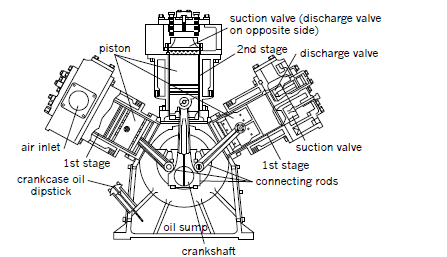 suction valve (discharge valve
on opposite side)
piston
2nd stage
discharge valve
air inlet
suction valve
1st stage
1st stage
crankcase oil
dipstick
connecting rods
oil sump
crankshaft